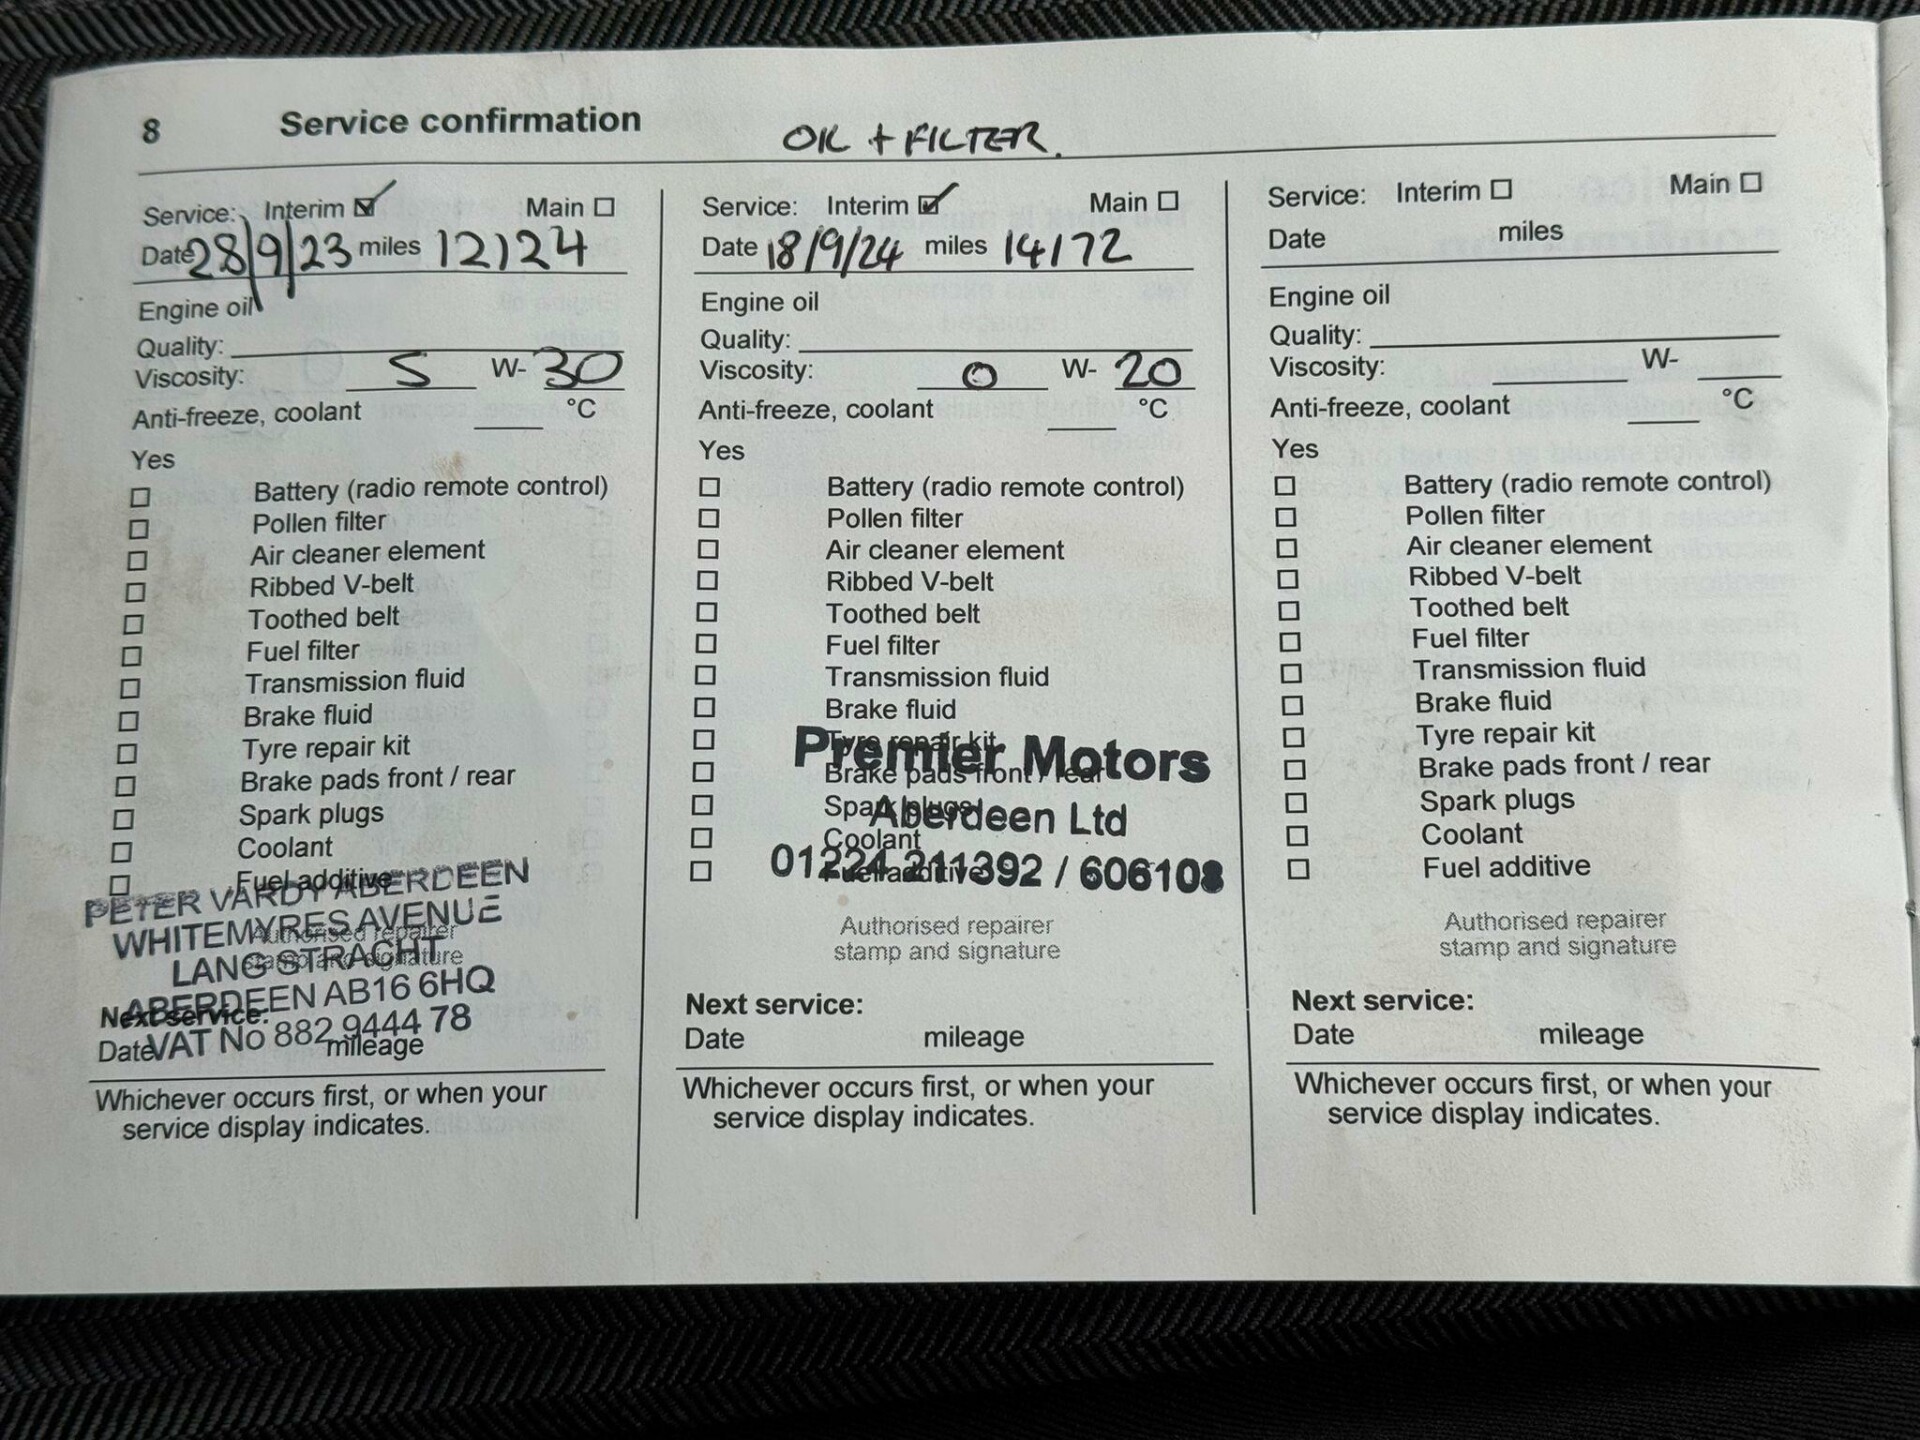 8 Service confirmation
OIL + FILTER.
Service: Interim Main
Date 28/9/23 miles 12124
Engine oil
Quality:
Viscosity: 5 W- 30
Anti-freeze, coolant °C
Yes
Battery (radio remote control)
Pollen filter
Air cleaner element
Ribbed V-belt
Toothed belt
Fuel filter
Transmission fluid
Brake fluid
Tyre repair kit
Brake pads front / rear
Spark plugs
Coolant
Fuel additive
PETER VARDY ABERDEEN
WHITEMYRES AVENUE
Authorised repairer
LANG STRACHT
stamp and signature
ABERDEEN AB16 6HQ
Next service:
VAT No 882 9444 78
Date mileage
Whichever occurs first, or when your
service display indicates.
Service: Interim Main
Date 18/9/24 miles 14172
Engine oil
Quality:
Viscosity: 0 W- 20
Anti-freeze, coolant °C
Yes
Battery (radio remote control)
Pollen filter
Air cleaner element
Ribbed V-belt
Toothed belt
Fuel filter
Transmission fluid
Brake fluid
Tyre repair kit
Premier Motors
Brake pads front / rear
Spark plugs
Aberdeen Ltd
Coolant
01224 211392 / 606108
Fuel additive
Authorised repairer
stamp and signature
Next service:
Date mileage
Whichever occurs first, or when your
service display indicates.
Service: Interim Main
Date miles
Engine oil
Quality:
Viscosity: W-
Anti-freeze, coolant °C
Yes
Battery (radio remote control)
Pollen filter
Air cleaner element
Ribbed V-belt
Toothed belt
Fuel filter
Transmission fluid
Brake fluid
Tyre repair kit
Brake pads front / rear
Spark plugs
Coolant
Fuel additive
Authorised repairer
stamp and signature
Next service:
Date mileage
Whichever occurs first, or when your
service display indicates.